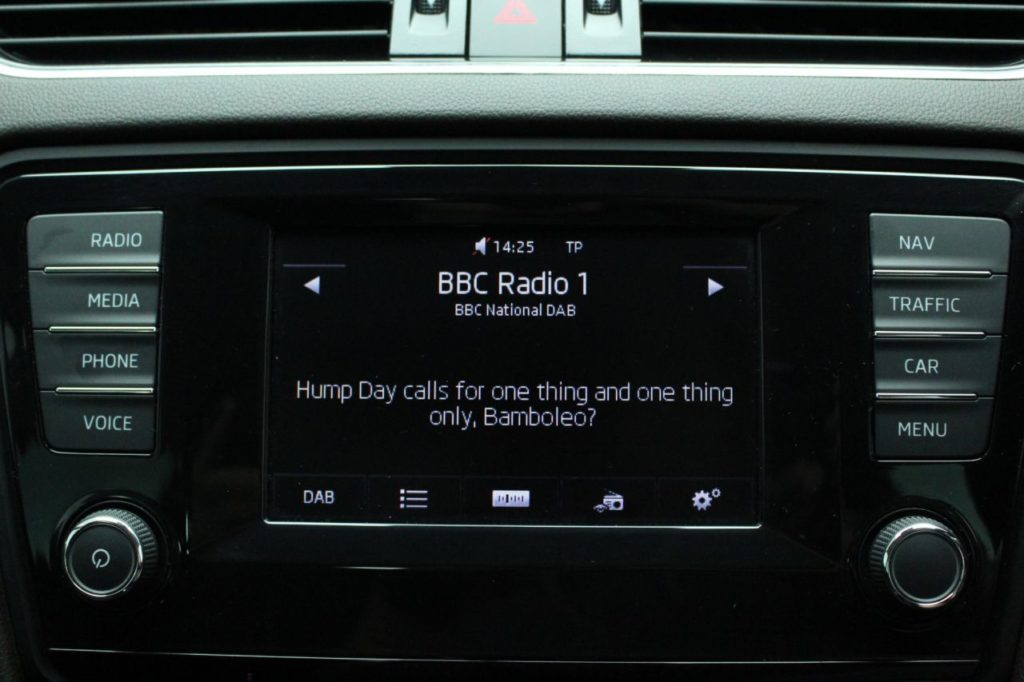 RADIO
MEDIA
PHONE
VOICE
14:25 TP
BBC Radio 1
BBC National DAB
Hump Day calls for one thing and one thing
only, Bamboleo?
DAB
NAV
TRAFFIC
CAR
MENU